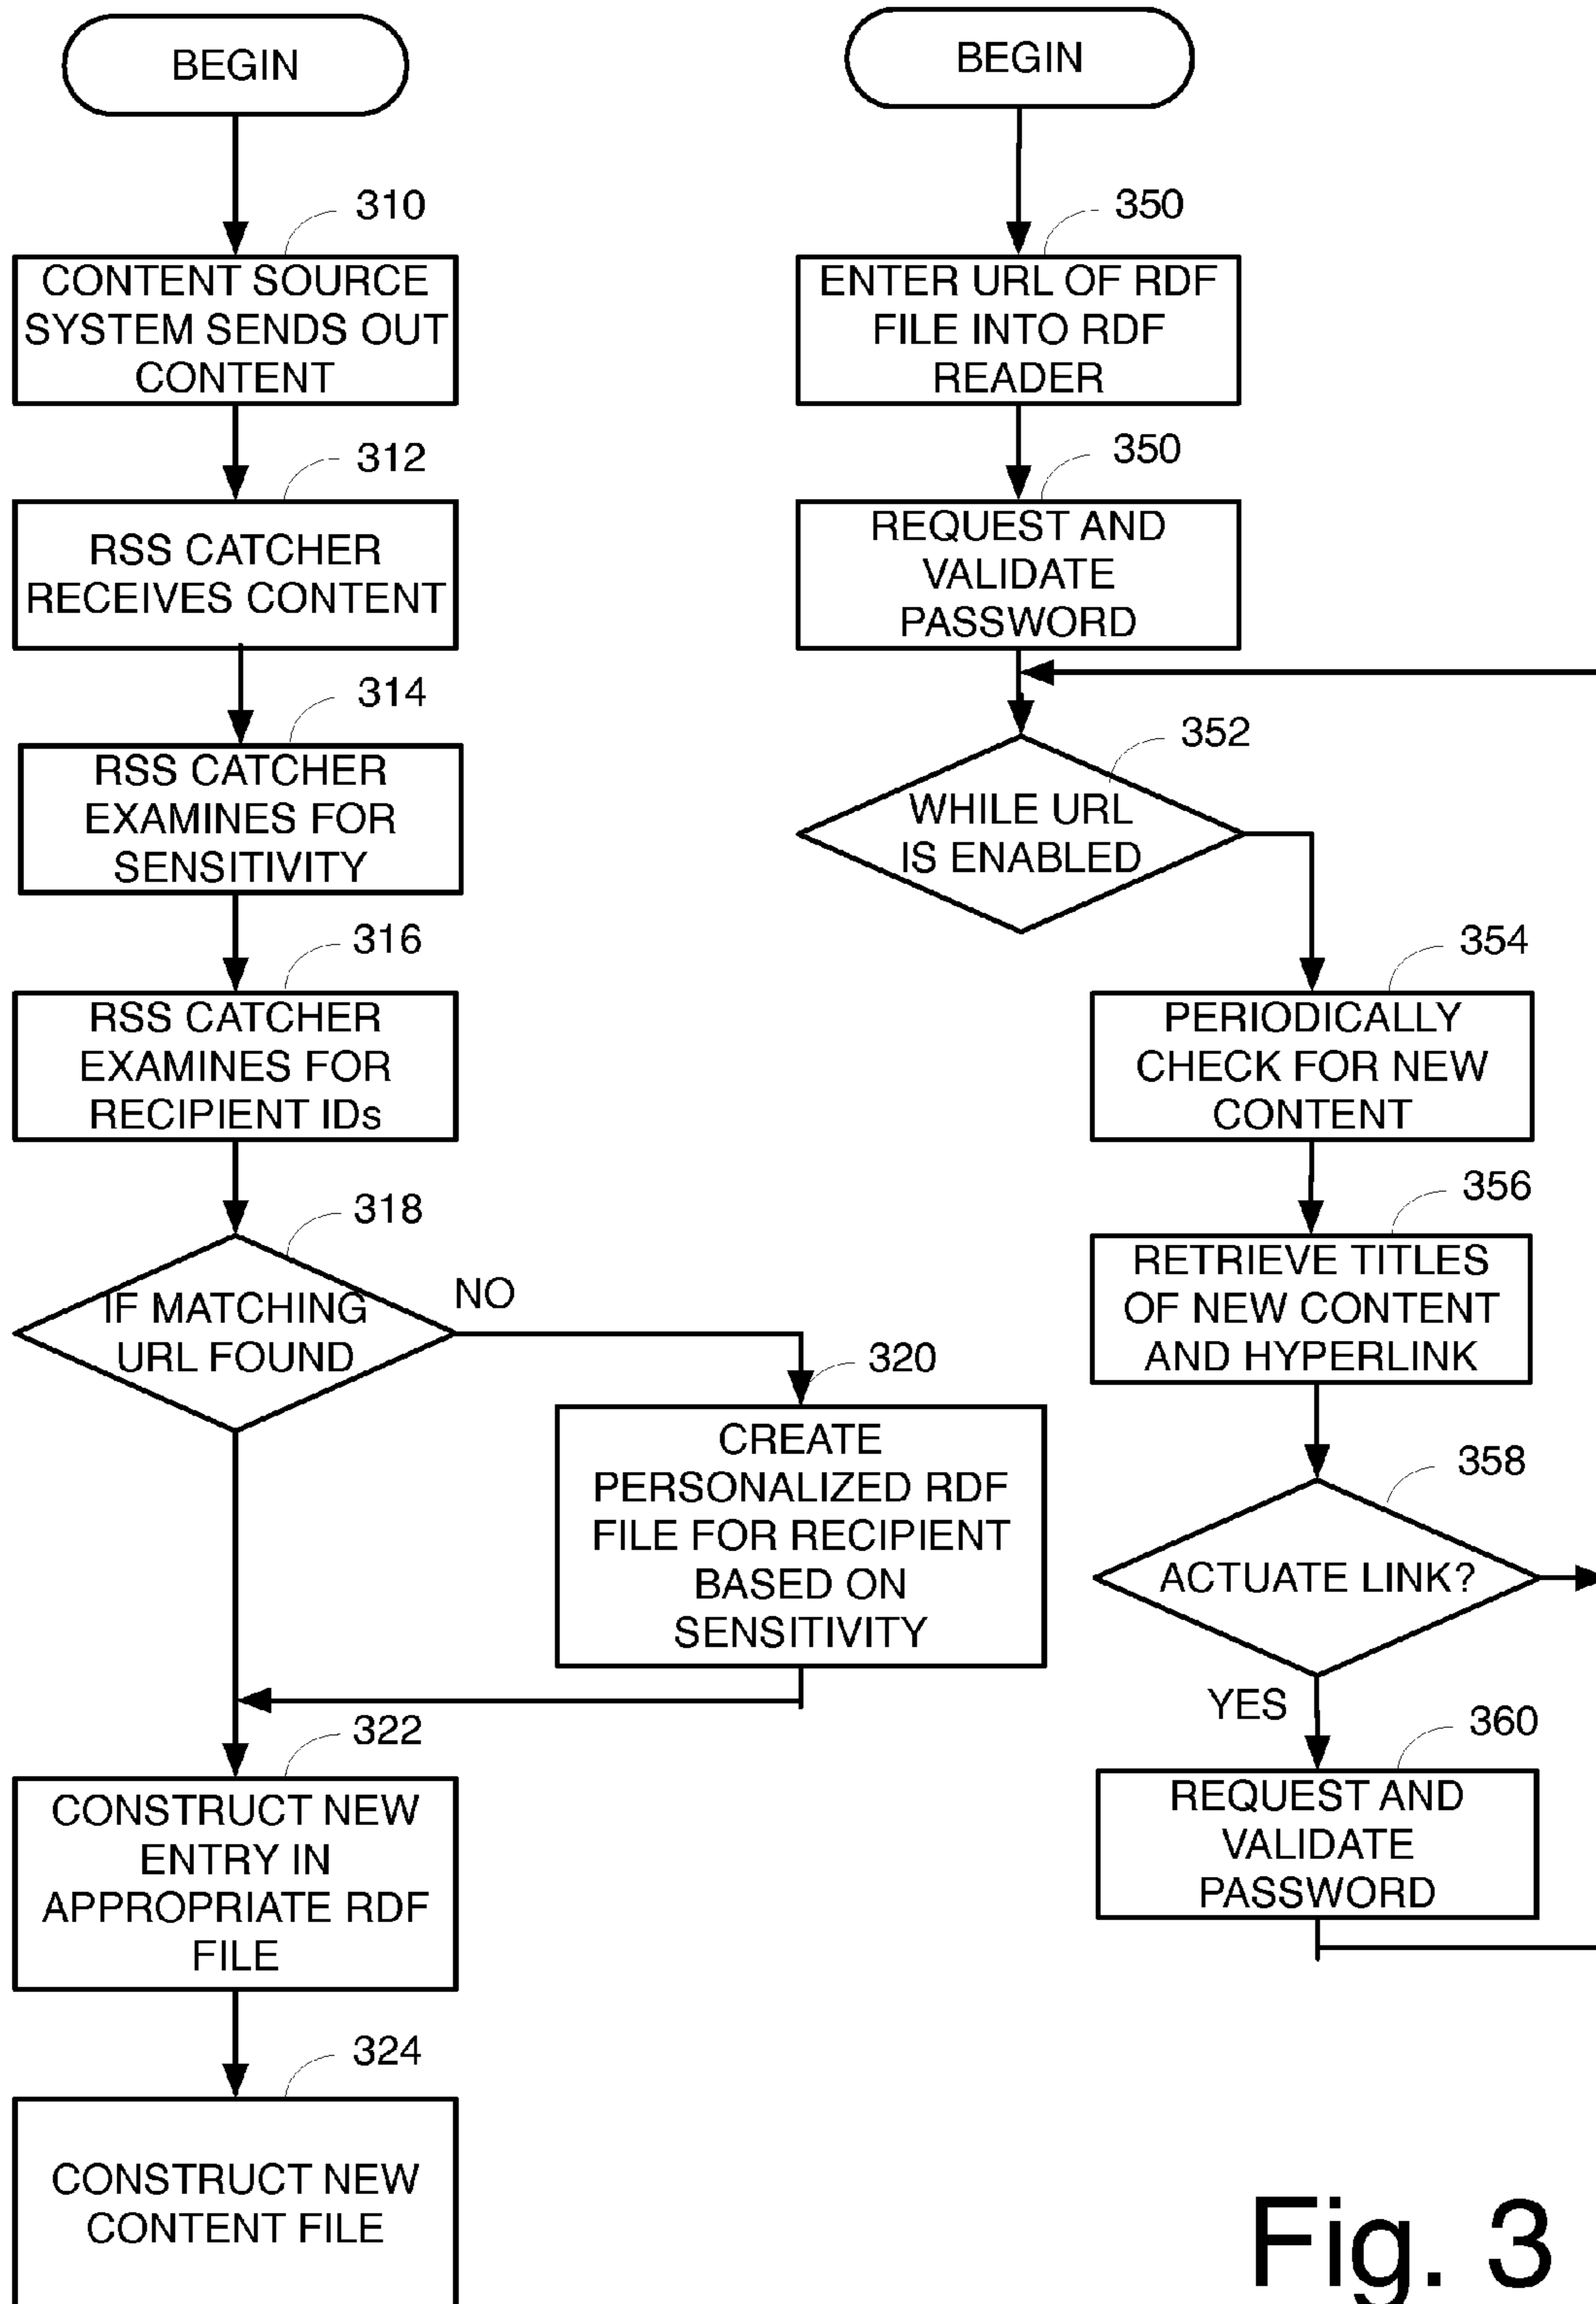 BEGIN
310
CONTENT SOURCE
SYSTEM SENDS OUT
CONTENT
312
RSS CATCHER
RECEIVES CONTENT
314
RSS CATCHER
EXAMINES FOR
SENSITIVITY
316
RSS CATCHER
EXAMINES FOR
RECIPIENT IDs
318
IF MATCHING
URL FOUND
NO
320
CREATE
PERSONALIZED RDF
FILE FOR RECIPIENT
BASED ON
SENSITIVITY
322
CONSTRUCT NEW
ENTRY IN
APPROPRIATE RDF
FILE
324
CONSTRUCT NEW
CONTENT FILE
BEGIN
350
ENTER URL OF RDF
FILE INTO RDF
READER
350
REQUEST AND
VALIDATE
PASSWORD
352
WHILE URL
IS ENABLED
354
PERIODICALLY
CHECK FOR NEW
CONTENT
356
RETRIEVE TITLES
OF NEW CONTENT
AND HYPERLINK
358
ACTUATE LINK?
YES
360
REQUEST AND
VALIDATE
PASSWORD
Fig. 3